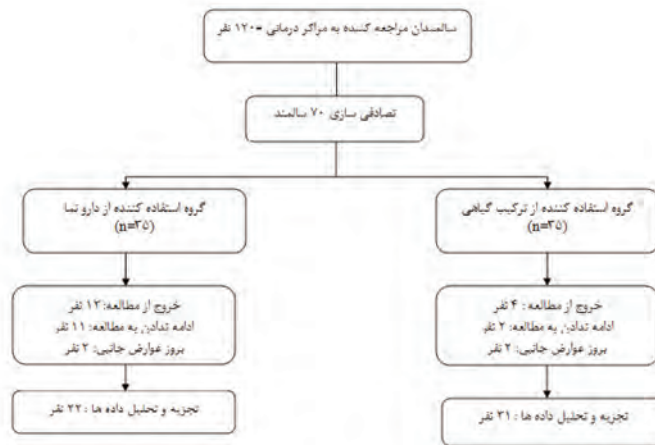 سالمندان مراجعه کننده به مراکر درمانی =۱۲۰ نفر
تصادفی سازی ۷۰ سالمند
گروه استفاده کننده از ترکیب گیاهی
(n=۳۵)
گروه استفاده کننده از دارو نما
(n=۳۵)
خروج از مطالعه : ۴ نفر
ادامه ندادن به مطالعه: ۲ نفر
بروز عوارض جانبی: ۲ نفر
خروج از مطالعه: ۱۳ نفر
ادامه ندادن به مطالعه: ۱۱ نفر
بروز عوارض جانبی: ۲ نفر
تجزیه و تحلیل داده ها : ۳۱ نفر
تجزیه و تحلیل داده ها : ۲۲ نفر